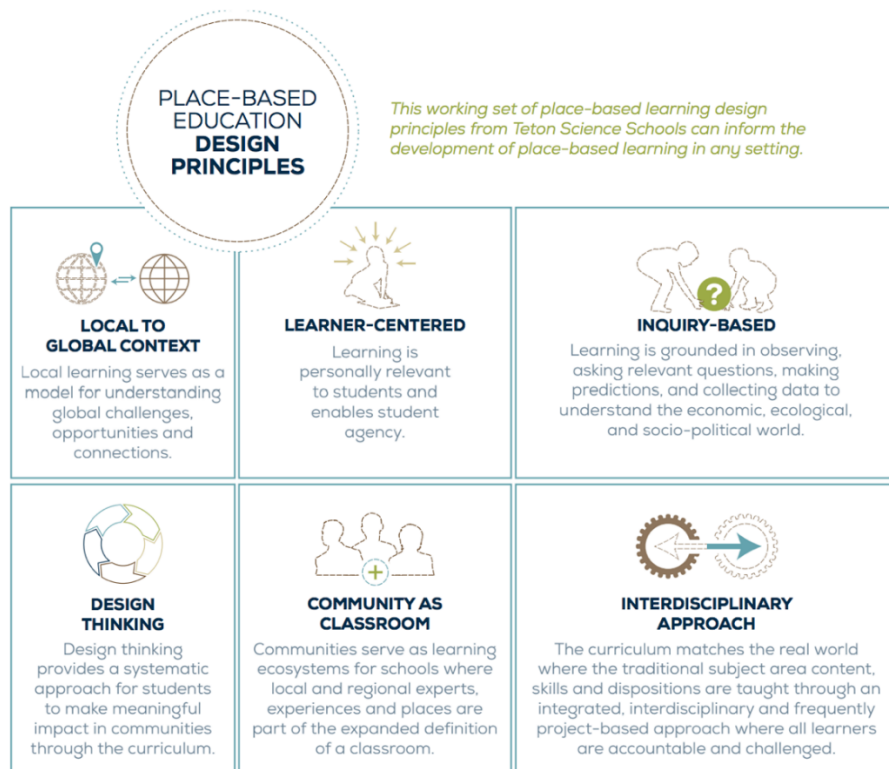 PLACE-BASED
EDUCATION
DESIGN
PRINCIPLES
This working set of place-based learning design
principles from Teton Science Schools can inform the
development of place-based learning in any setting.
LOCAL TO
GLOBAL CONTEXT
Local learning serves as a
model for understanding
global challenges,
opportunities and
connections.
LEARNER-CENTERED
Learning is
personally relevant
to students and
enables student
agency.
?
INQUIRY-BASED
Learning is grounded in observing,
asking relevant questions, making
predictions, and collecting data to
understand the economic, ecological,
and socio-political world.
DESIGN
THINKING
Design thinking
provides a systematic
approach for students
to make meaningful
impact in communities
through the curriculum.
COMMUNITY AS
CLASSROOM
Communities serve as learning
ecosystems for schools where
local and regional experts,
experiences and places are
part of the expanded definition
of a classroom.
INTERDISCIPLINARY
APPROACH
The curriculum matches the real world
where the traditional subject area content,
skills and dispositions are taught through an
integrated, interdisciplinary and frequently
project-based approach where all learners
are accountable and challenged.